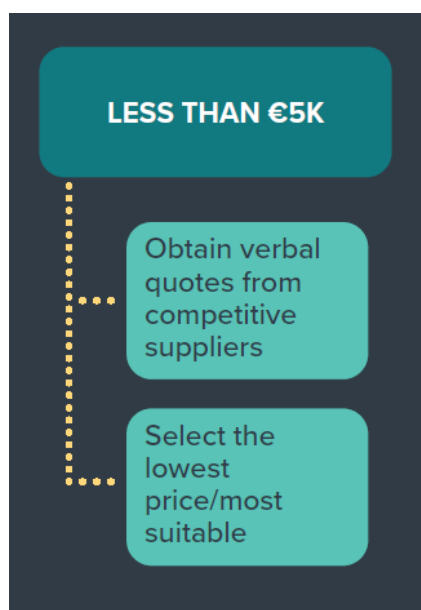 LESS THAN €5K
Obtain verbal
quotes from
competitive
suppliers
Select the
lowest
price/most
suitable